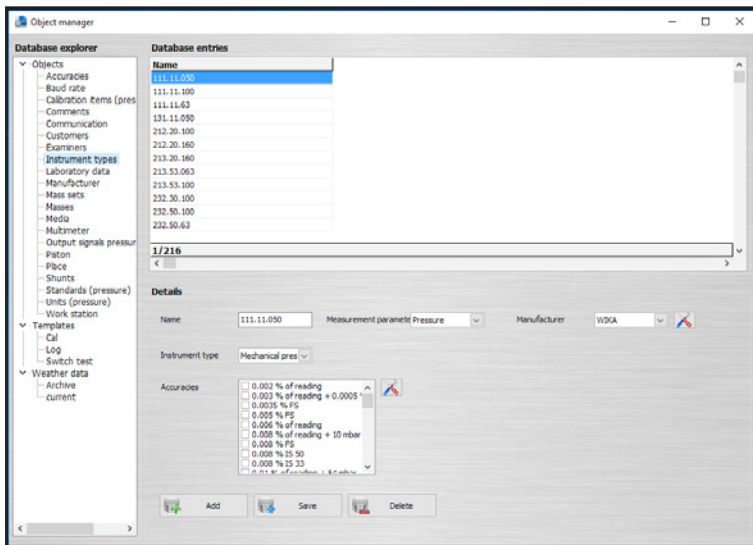 Object manager
Database explorer
Objects
Accuracies
Baud rate
Calibration items (pres
Comments
Communication
Customers
Examiners
Instrument types
Laboratory data
Manufacturer
Mass sets
Masses
Media
Multimeter
Output signals pressur
Piston
Place
Shunts
Standards (pressure)
Units (pressure)
Work station
Templates
Cal
Log
Switch test
Weather data
Archive
current
Database entries
Name
111.11.050
111.11.100
111.11.63
131.11.050
212.20.100
212.20.160
213.20.160
213.53.063
213.53.100
232.30.100
232.50.100
232.50.63
1/216
Details
Name 111.11.050 Measurement paramete Pressure Manufacturer WIKA
Instrument type Mechanical pres
Accuracies
0.002 % of reading
0.003 % of reading + 0.0005
0.0035 % FS
0.005 % FS
0.006 % of reading
0.008 % of reading + 10 mbar
0.008 % FS
0.008 % IS 50
0.008 % IS 33
Add Save Delete